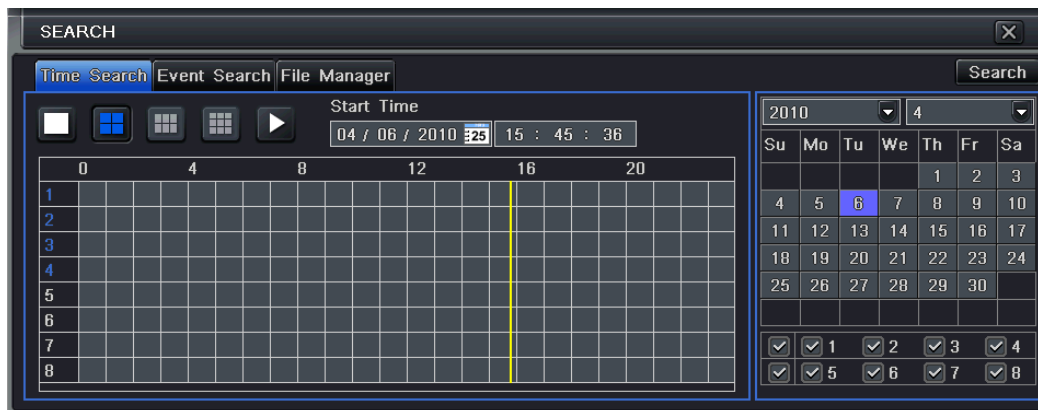 SEARCH
Time Search Event Search File Manager
Search
Start Time
04 / 06 / 2010 25 15 : 45 : 36
0 4 8 12 16 20
1
2
3
4
5
6
7
8
2010 4
Su Mo Tu We Th Fr Sa
1 2 3
4 5 6 7 8 9 10
11 12 13 14 15 16 17
18 19 20 21 22 23 24
25 26 27 28 29 30
1 2 3 4
5 6 7 8